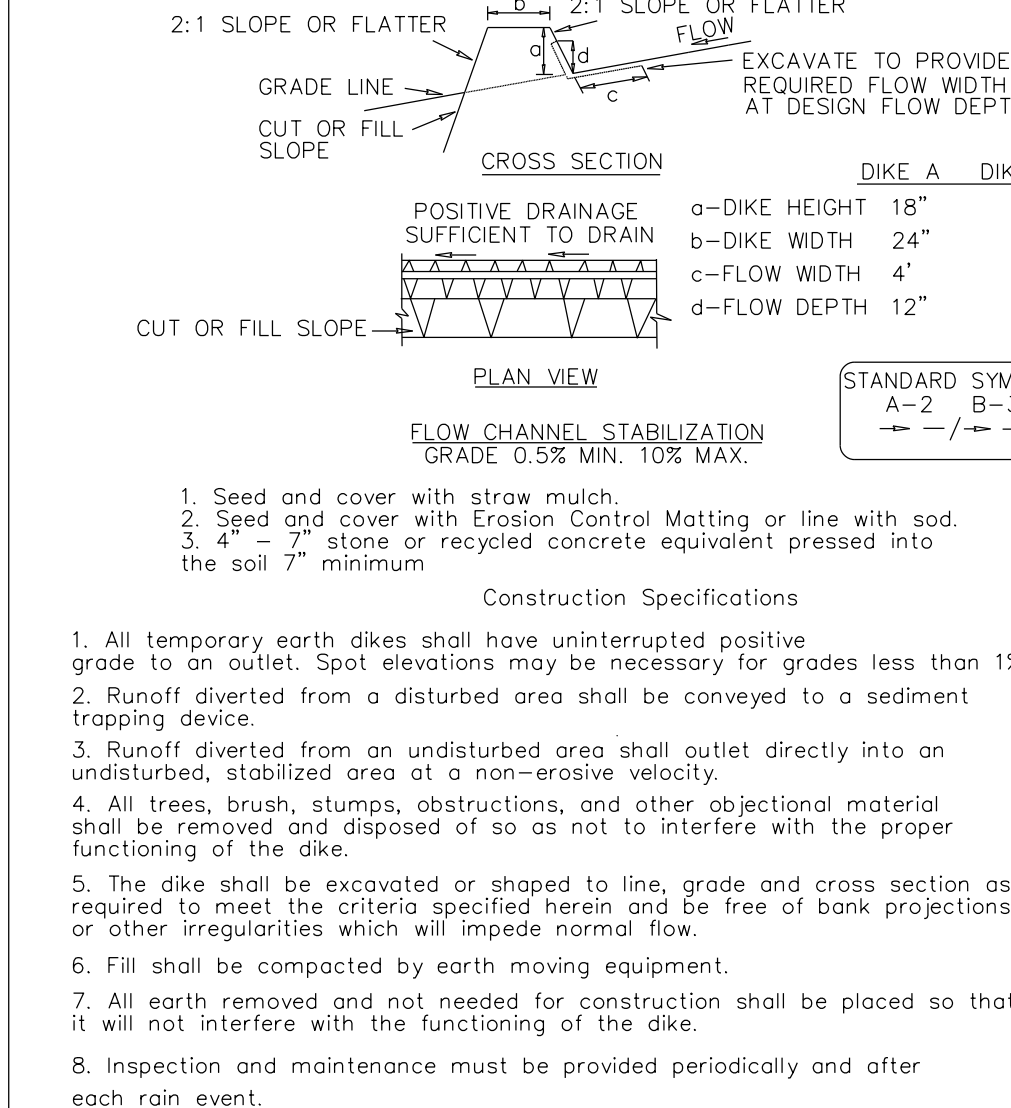 b
2:1 SLOPE OR FLATTER
2:1 SLOPE OR FLATTER
FLOW
a
d
EXCAVATE TO PROVIDE
REQUIRED FLOW WIDTH
AT DESIGN FLOW DEPT
GRADE LINE
c
CUT OR FILL
SLOPE
CROSS SECTION
DIKE A DIK
POSITIVE DRAINAGE
SUFFICIENT TO DRAIN
a-DIKE HEIGHT 18"
b-DIKE WIDTH 24"
c-FLOW WIDTH 4'
d-FLOW DEPTH 12"
CUT OR FILL SLOPE
PLAN VIEW
STANDARD SYM
A-2 B-3
FLOW CHANNEL STABILIZATION
GRADE 0.5% MIN. 10% MAX.
1. Seed and cover with straw mulch.
2. Seed and cover with Erosion Control Matting or line with sod.
3. 4" - 7" stone or recycled concrete equivalent pressed into
the soil 7" minimum
Construction Specifications
1. All temporary earth dikes shall have uninterrupted positive
grade to an outlet. Spot elevations may be necessary for grades less than 1%
2. Runoff diverted from a disturbed area shall be conveyed to a sediment
trapping device.
3. Runoff diverted from an undisturbed area shall outlet directly into an
undisturbed, stabilized area at a non-erosive velocity.
4. All trees, brush, stumps, obstructions, and other objectional material
shall be removed and disposed of so as not to interfere with the proper
functioning of the dike.
5. The dike shall be excavated or shaped to line, grade and cross section as
required to meet the criteria specified herein and be free of bank projections
or other irregularities which will impede normal flow.
6. Fill shall be compacted by earth moving equipment.
7. All earth removed and not needed for construction shall be placed so that
it will not interfere with the functioning of the dike.
8. Inspection and maintenance must be provided periodically and after
each rain event.